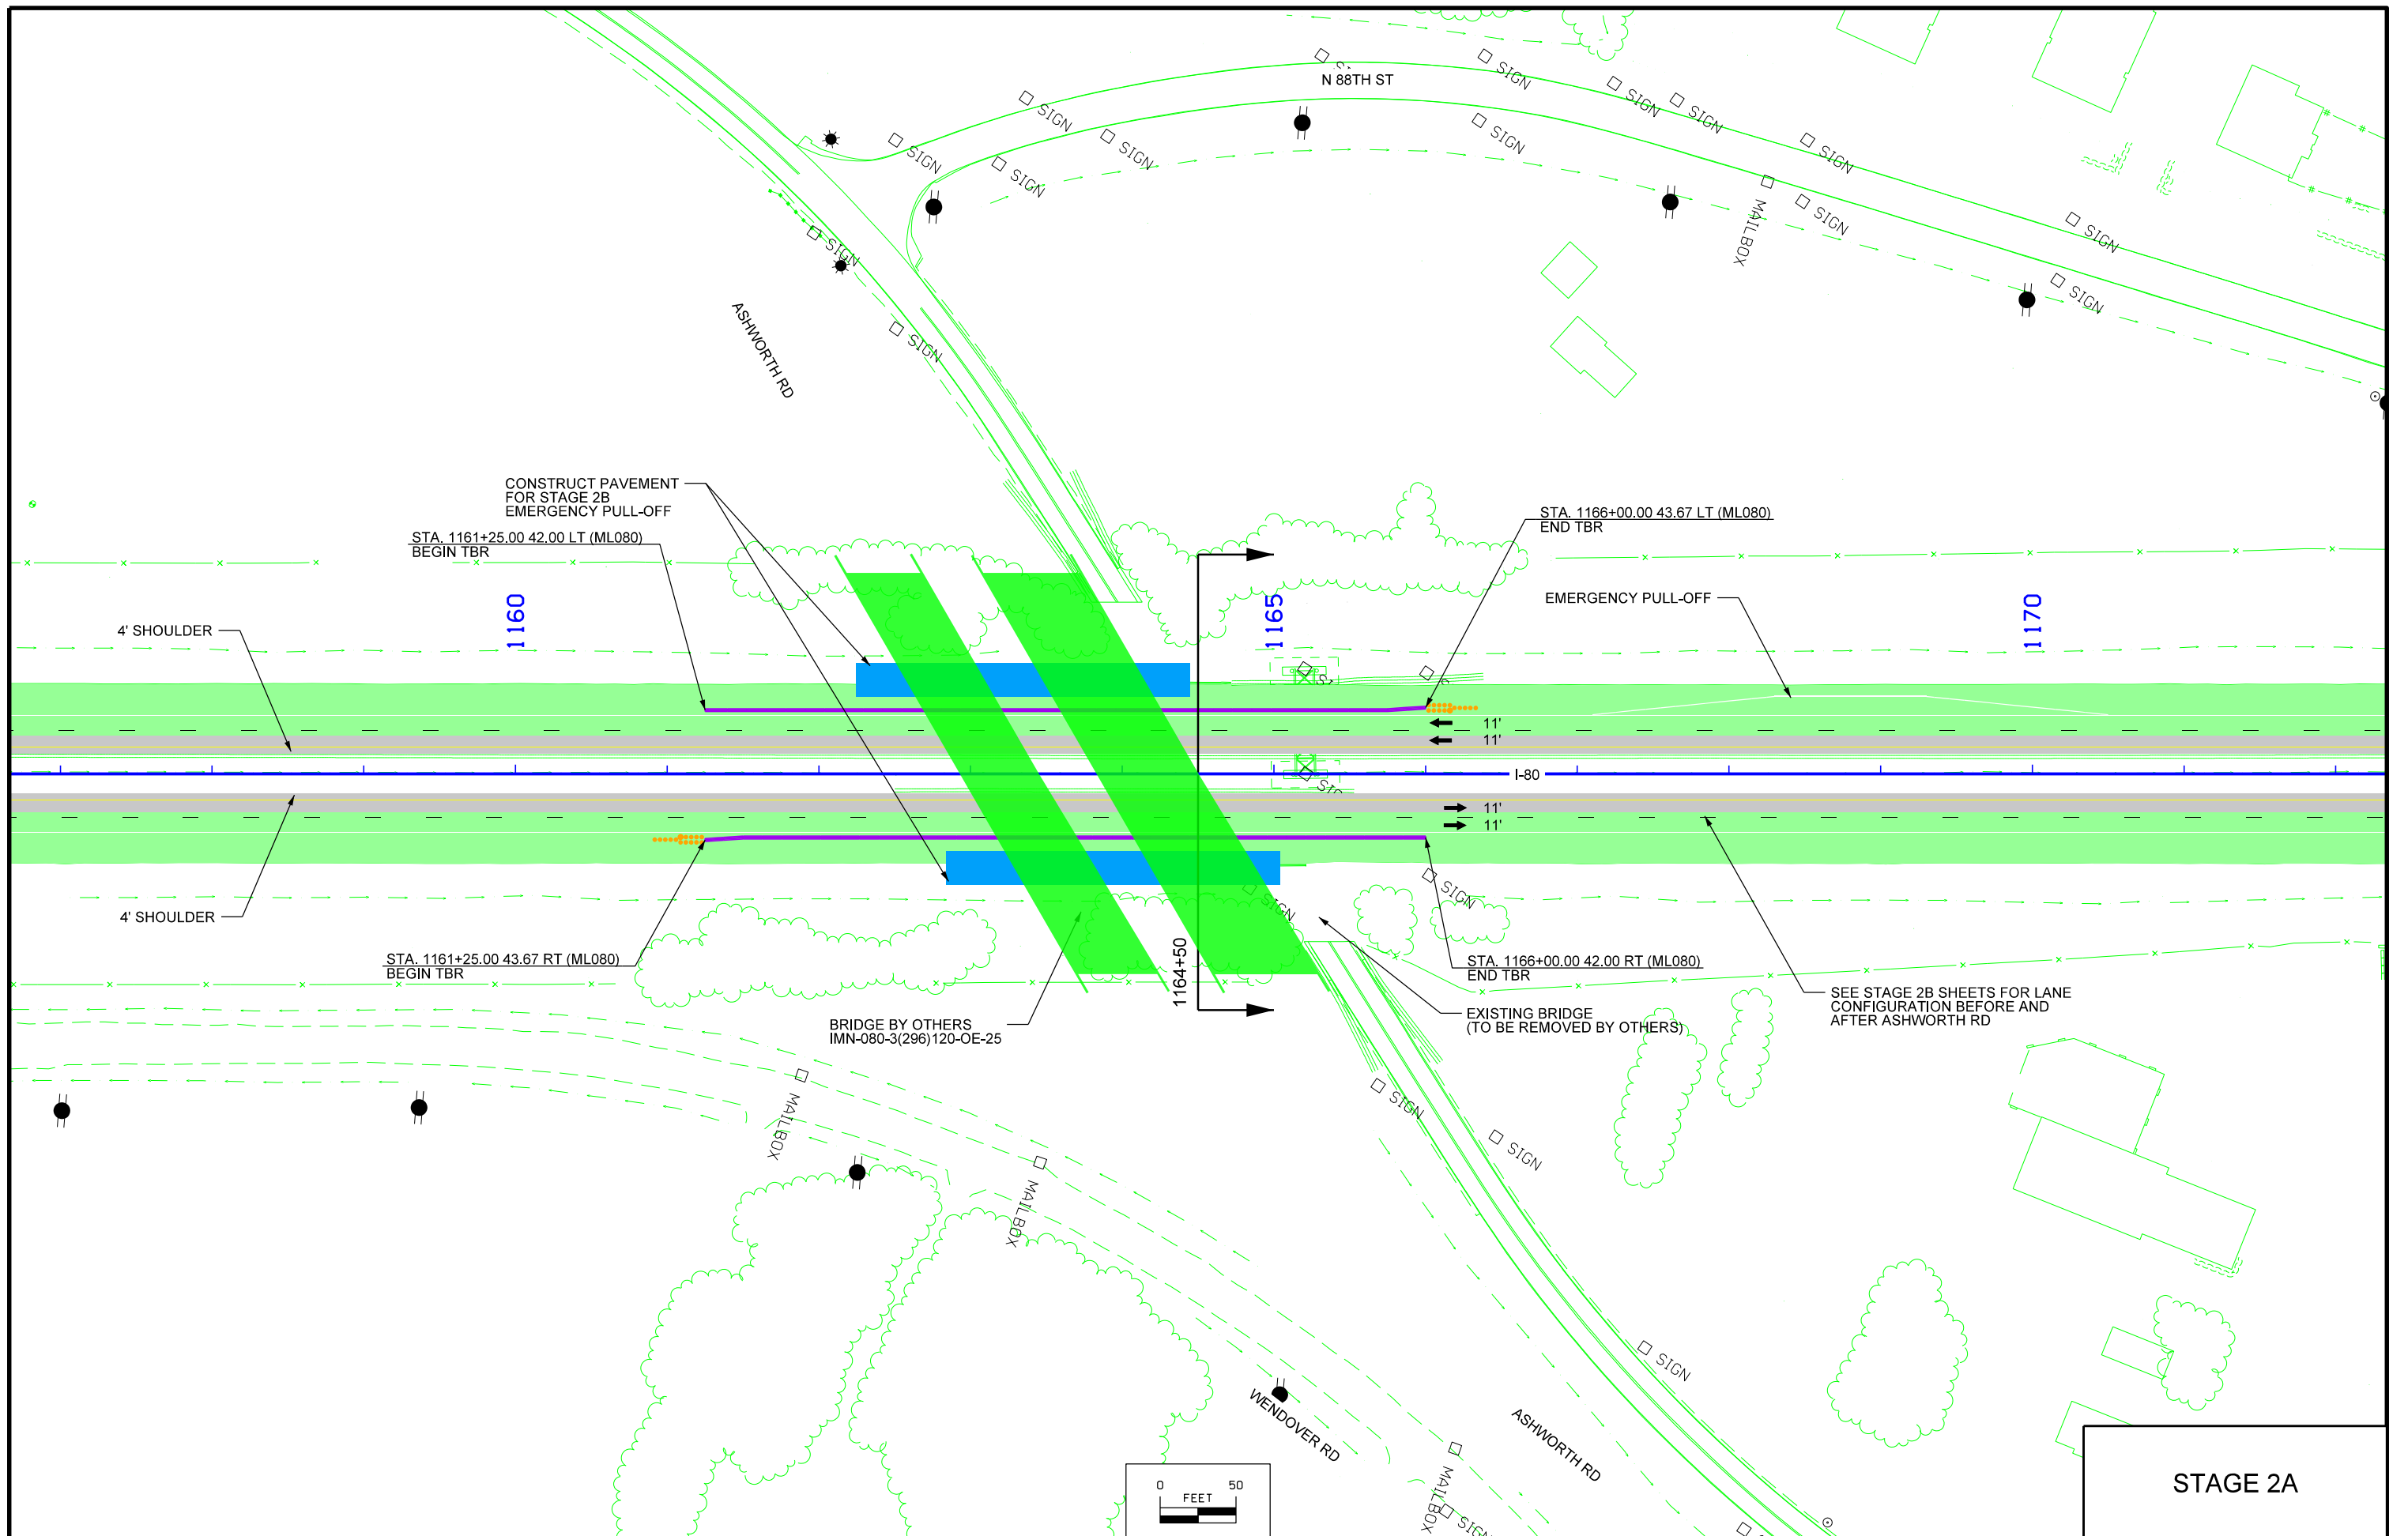 N 88TH ST
SIGN
SIGN
SIGN
SIGN
SIGN
SIGN
SIGN
SIGN
SIGN
SIGN
SIGN
SIGN
SIGN
SIGN
MAILBOX
ASHWORTH RD
CONSTRUCT PAVEMENT
FOR STAGE 2B
EMERGENCY PULL-OFF
STA. 1161+25.00 42.00 LT (ML080)
BEGIN TBR
STA. 1166+00.00 43.67 LT (ML080)
END TBR
EMERGENCY PULL-OFF
4' SHOULDER
1160
1165
1170
11'
11'
I-80
11'
11'
4' SHOULDER
SIGN
SIGN
STA. 1161+25.00 43.67 RT (ML080)
BEGIN TBR
1164+50
STA. 1166+00.00 42.00 RT (ML080)
END TBR
SEE STAGE 2B SHEETS FOR LANE
CONFIGURATION BEFORE AND
AFTER ASHWORTH RD
EXISTING BRIDGE
(TO BE REMOVED BY OTHERS)
BRIDGE BY OTHERS
IMN-080-3(296)120-OE-25
MAILBOX
SIGN
SIGN
MAILBOX
SIGN
WENDOVER RD
ASHWORTH RD
MAILBOX
SIGN
SIGN
0 50
FEET
STAGE 2A